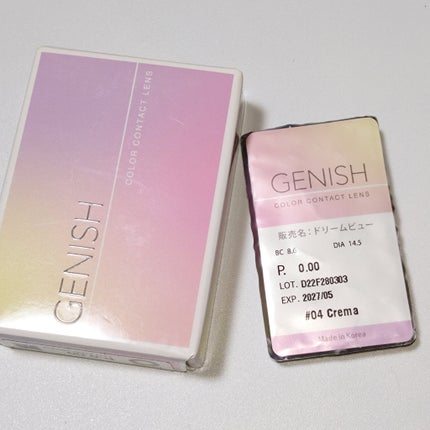 GENISH
COLOR CONTACT LENS
GENISH
COLOR CONTACT LENS
販売名:ドリームビュー
BC 8.6 DIA 14.5
P. 0.00
LOT. D22F280303
EXP. 2027/05
#04 Crema
Made in Korea